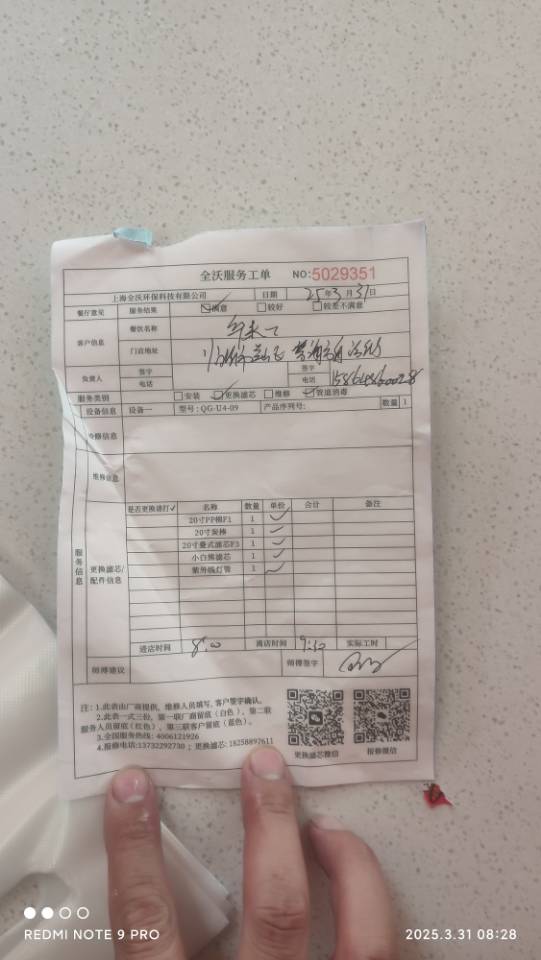 全沃服务工单 NO:5029351
上海全沃环保科技有限公司 日期 25年3月31日
餐厅意见 服务结果 满意 较好 较差不满意
客户信息 餐饮名称
门店地址
负责人 签字 签字
电话 电话
服务类别 安装 更换滤芯 维修 管道消毒
设备信息 设备一 型号:QG-U4-09 产品序列号: 数量 1
维修信息
服务信息
是否更换请打✓ 名称 数量 单价 合计 备注
20寸PP棉F1 1 ✓
20寸炭棒 1 ✓
20寸叠式滤芯F3 1 ✓
更换滤芯/配件信息
小白熊滤芯 1 ✓
紫外线灯管 1 ✓
进店时间 8:00 离店时间 9:30 实际工时
师傅建议 师傅签字
注:1.此表由厂商提供,维修人员填写,客户签字确认。
2.此表一式三份,第一联厂商留底(白色),第二联
服务人员留底(红色),第三联客户留底(蓝色)。
3.全国服务热线:4006121926
4.报修电话:13732292730;更换滤芯:18258892611
更换滤芯微信 报修微信
REDMI NOTE 9 PRO 2025.3.31 08:28